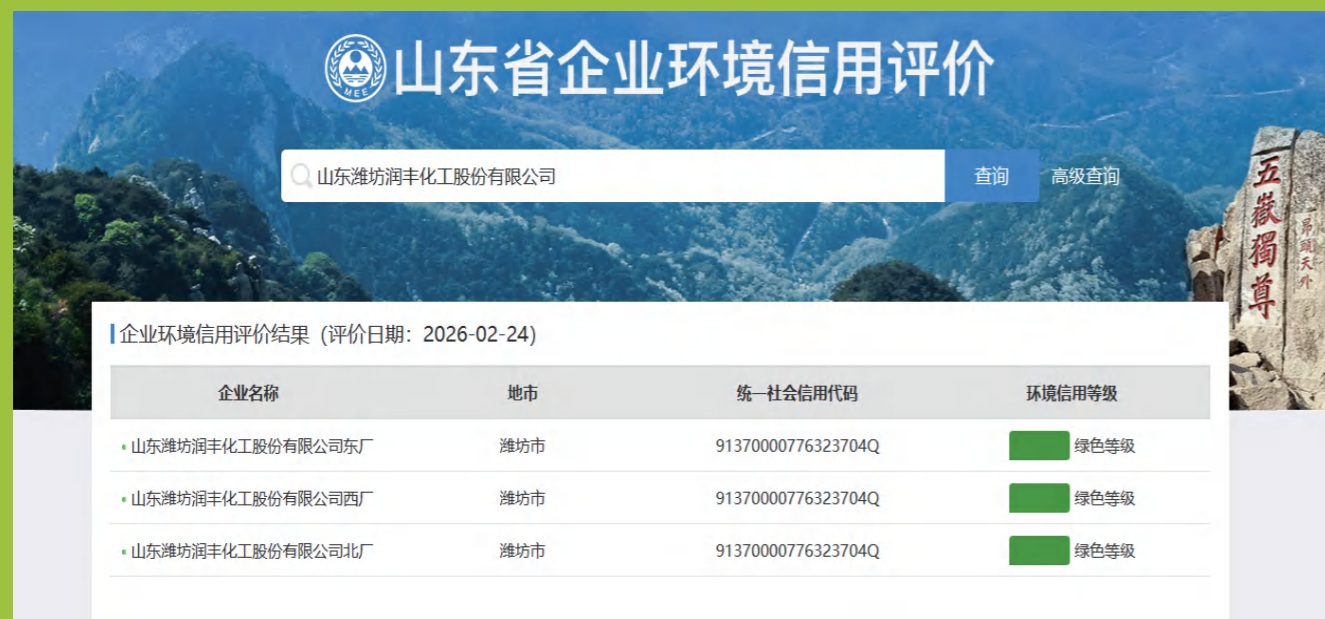 MEE
山东省企业环境信用评价
山东潍坊润丰化工股份有限公司
查询
高级查询
五嶽獨尊
昂頭天外
企业环境信用评价结果（评价日期：2026-02-24）
企业名称 地市 统一社会信用代码 环境信用等级
山东潍坊润丰化工股份有限公司东厂 潍坊市 91370000776323704Q 绿色等级
山东潍坊润丰化工股份有限公司西厂 潍坊市 91370000776323704Q 绿色等级
山东潍坊润丰化工股份有限公司北厂 潍坊市 91370000776323704Q 绿色等级